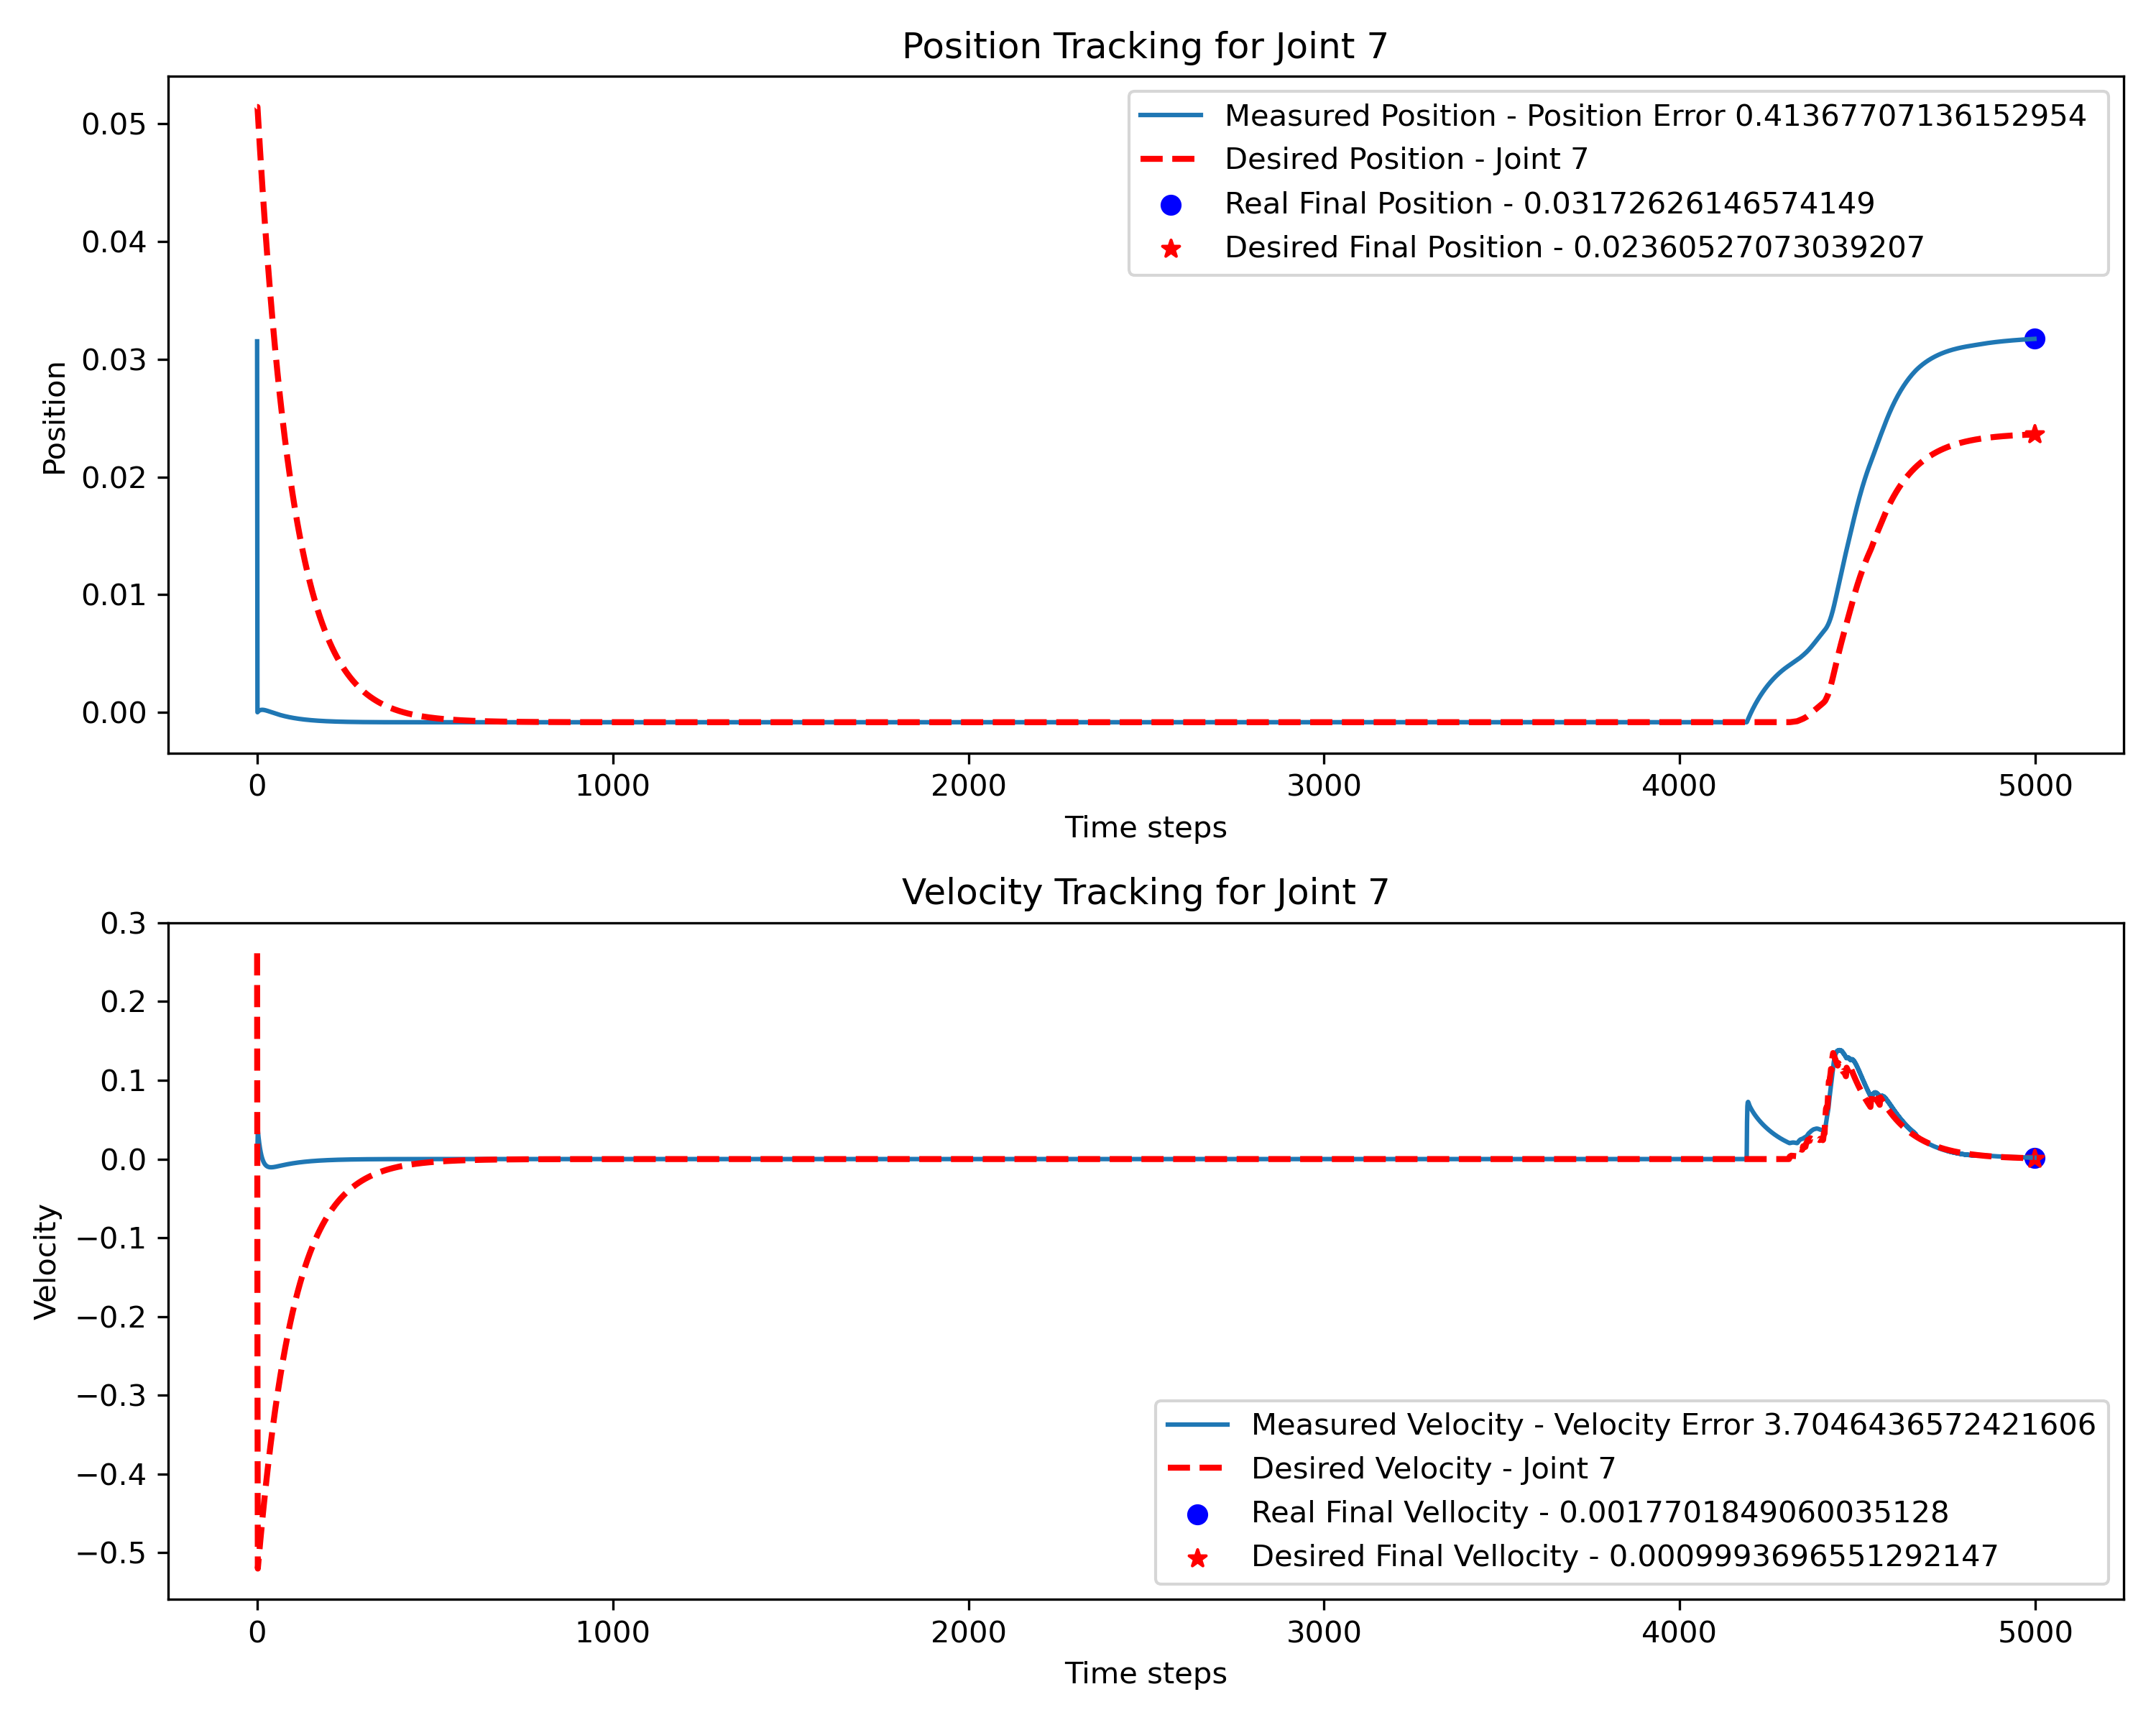 Position Tracking for Joint 7
Measured Position - Position Error 0.41367707136152954
Desired Position - Joint 7
Real Final Position - 0.03172626146574149
Desired Final Position - 0.02360527073039207
0.05
0.04
0.03
0.02
0.01
0.00
Position
0 1000 2000 3000 4000 5000
Time steps
Velocity Tracking for Joint 7
0.3
0.2
0.1
0.0
−0.1
−0.2
−0.3
−0.4
−0.5
Velocity
Measured Velocity - Velocity Error 3.7046436572421606
Desired Velocity - Joint 7
Real Final Vellocity - 0.0017701849060035128
Desired Final Vellocity - 0.0009993696551292147
0 1000 2000 3000 4000 5000
Time steps